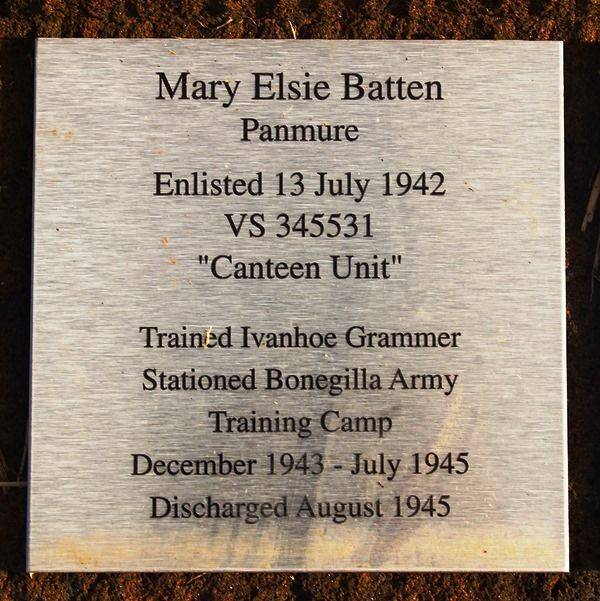 Mary Elsie Batten
Panmure
Enlisted 13 July 1942
VS 345531
"Canteen Unit"
Trained Ivanhoe Grammer
Stationed Bonegilla Army
Training Camp
December 1943 - July 1945
Discharged August 1945